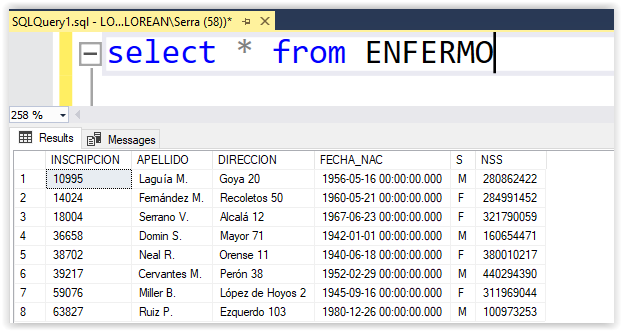 SQLQuery1.sql - LO...LOREAN\Serra (58))*
select * from ENFERMO
258 %
Results Messages
INSCRIPCION APELLIDO DIRECCION FECHA_NAC S NSS
1 10995 Laguía M. Goya 20 1956-05-16 00:00:00.000 M 280862422
2 14024 Fernández M. Recoletos 50 1960-05-21 00:00:00.000 F 284991452
3 18004 Serrano V. Alcalá 12 1967-06-23 00:00:00.000 F 321790059
4 36658 Domin S. Mayor 71 1942-01-01 00:00:00.000 M 160654471
5 38702 Neal R. Orense 11 1940-06-18 00:00:00.000 F 380010217
6 39217 Cervantes M. Perón 38 1952-02-29 00:00:00.000 M 440294390
7 59076 Miller B. López de Hoyos 2 1945-09-16 00:00:00.000 F 311969044
8 63827 Ruiz P. Ezquerdo 103 1980-12-26 00:00:00.000 M 100973253